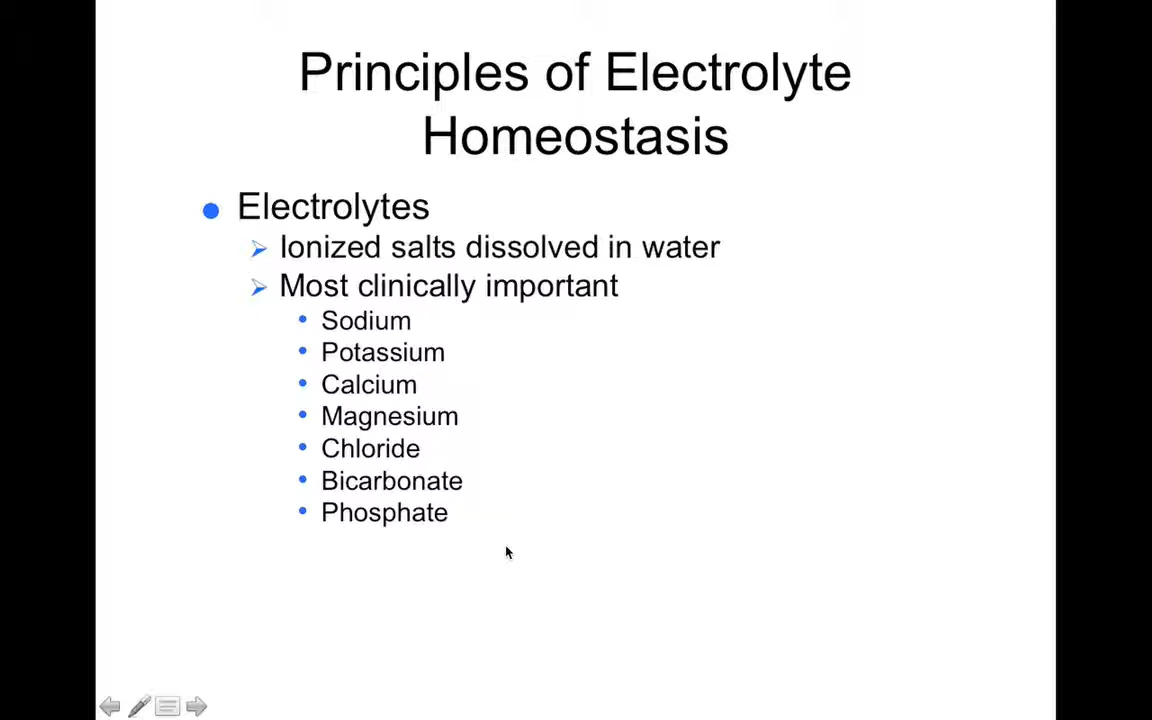 Principles of Electrolyte
Homeostasis
Electrolytes
Ionized salts dissolved in water
Most clinically important
Sodium
Potassium
Calcium
Magnesium
Chloride
Bicarbonate
Phosphate